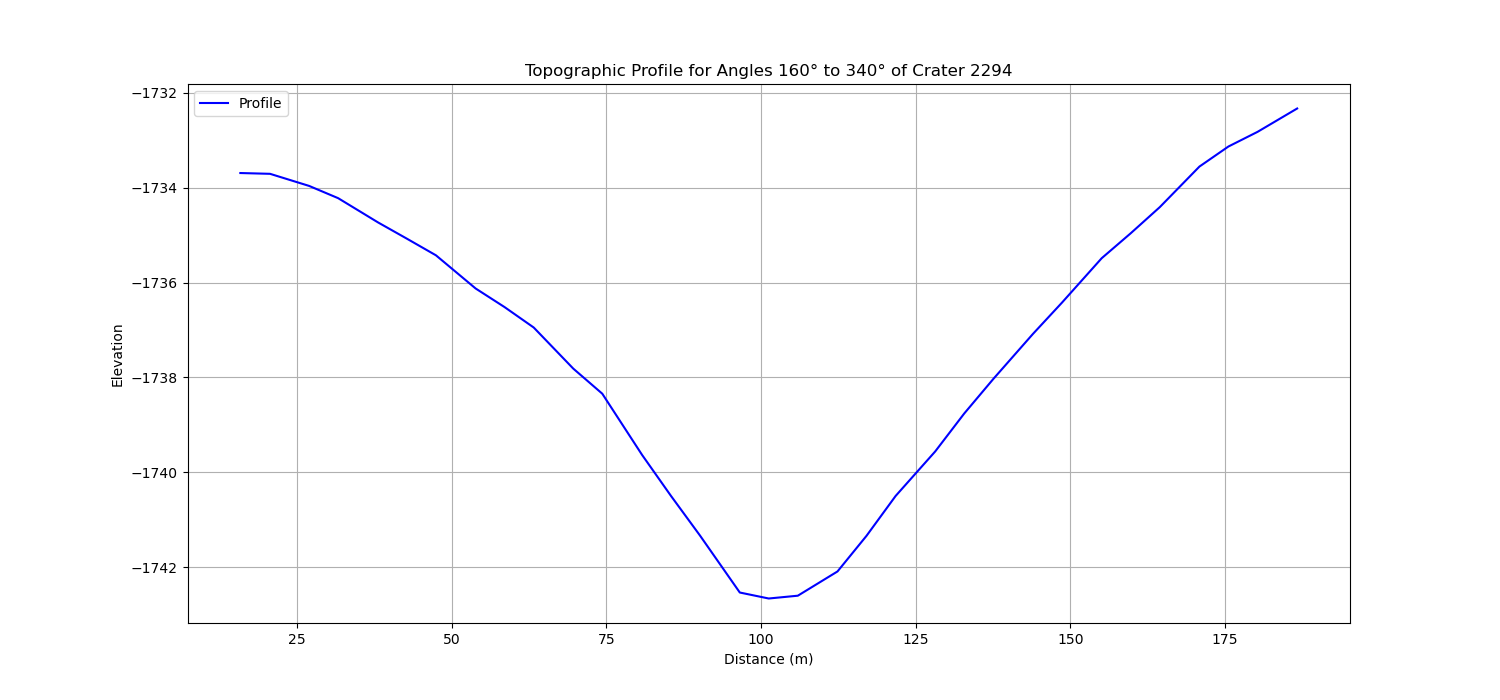 Topographic Profile for Angles 160° to 340° of Crater 2294
Profile
−1732
−1734
−1736
−1738
−1740
−1742
Elevation
25 50 75 100 125 150 175
Distance (m)